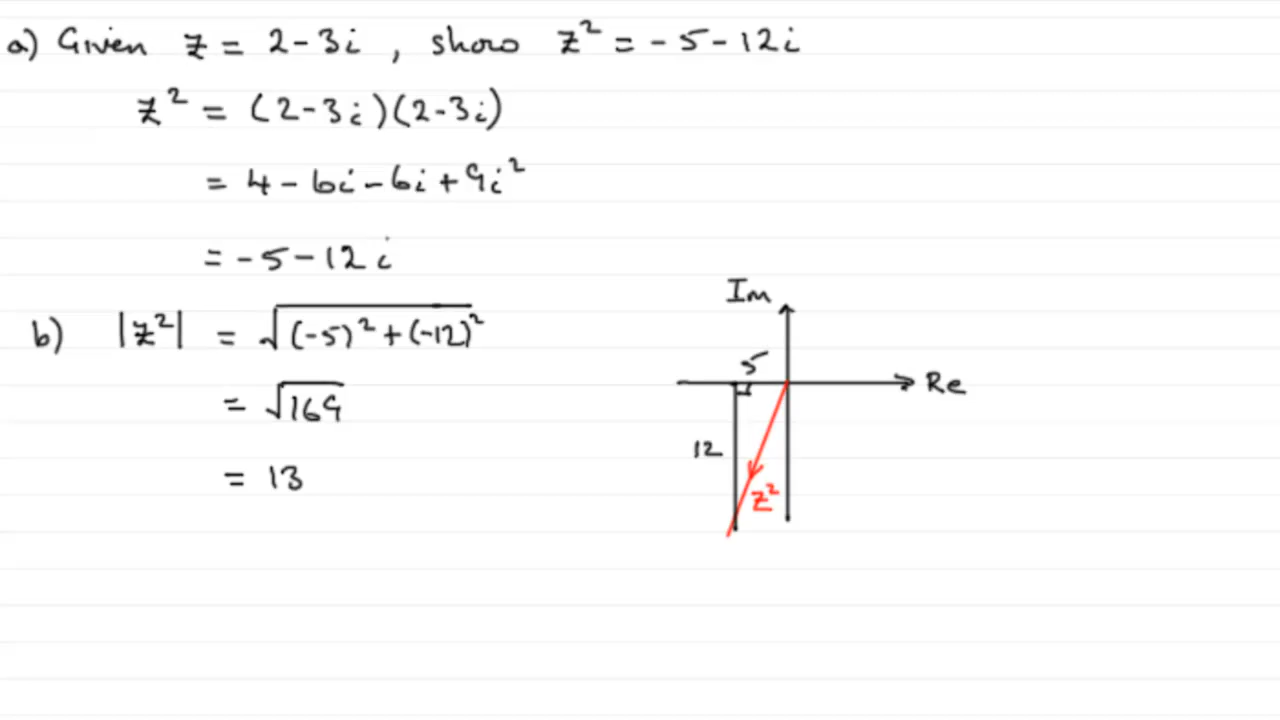 a) Given z = 2-3i , show z² = -5-12i
z² = (2-3i)(2-3i)
= 4 - 6i - 6i + 9i²
= -5-12i
b) |z²| = √(-5)² + (-12)²
= √169
= 13
Im
5
Re
12
z²